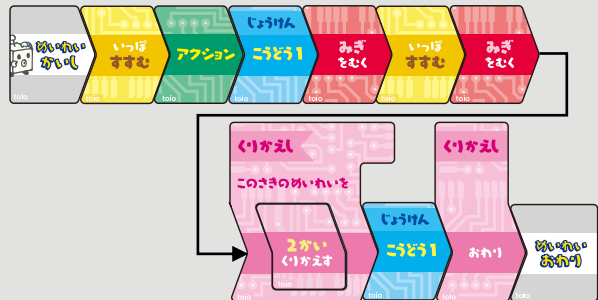 めいれい
かいし
toio
いっぽ
すすむ
toio
アクション
toio
じょうけん
こうどう1
toio
みぎ
をむく
toio
いっぽ
すすむ
toio
みぎ
をむく
toio
くりかえし
このさきのめいれいを
2かい
くりかえす
toio
toio
じょうけん
こうどう1
toio
くりかえし
おわり
toio
めいれい
おわり
toio